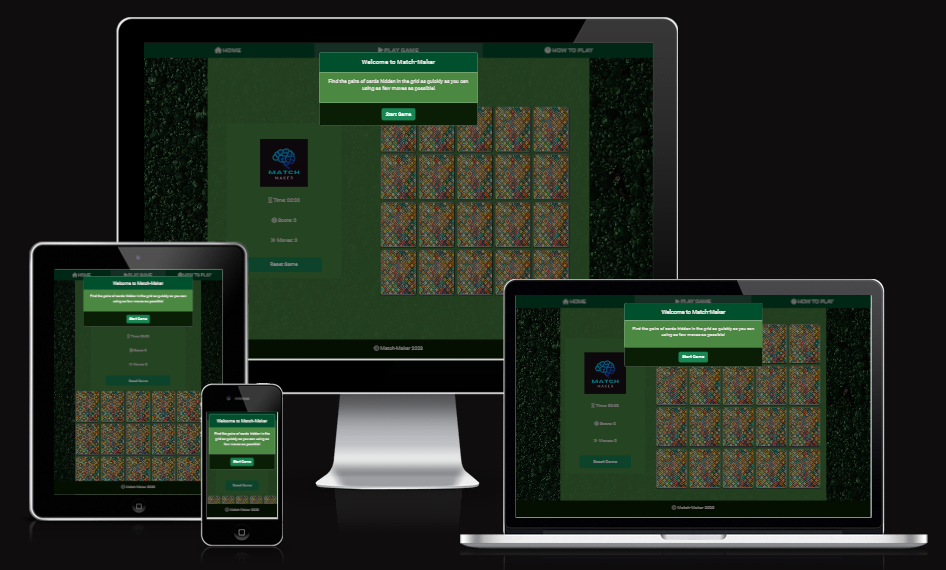 HOME
PLAY GAME
HOW TO PLAY
Welcome to Match-Maker
Find the pairs of cards hidden in the grid as quickly as you can
using as few moves as possible!
Start Game
MATCH
MAKER
Time: 00:00
Score: 0
Moves: 0
Reset Game
© Match-Maker 2023
HOME
PLAY GAME
HOW TO PLAY
Welcome to Match-Maker
Find the pairs of cards hidden in the grid as quickly as you can
using as few moves as possible!
Start Game
Time: 00:00
Score: 0
Moves: 0
Reset Game
© Match-Maker 2023
Welcome to Match-Maker
Find the pairs of cards hidden in the
grid as quickly as you can using as
few moves as possible!
Start Game
Reset Game
© Match-Maker 2023
HOME
PLAY GAME
HOW TO PLAY
Welcome to Match-Maker
Find the pairs of cards hidden in the grid as quickly as you can
using as few moves as possible!
Start Game
MATCH
MAKER
Time: 00:00
Score: 0
Moves: 0
Reset Game
© Match-Maker 2023